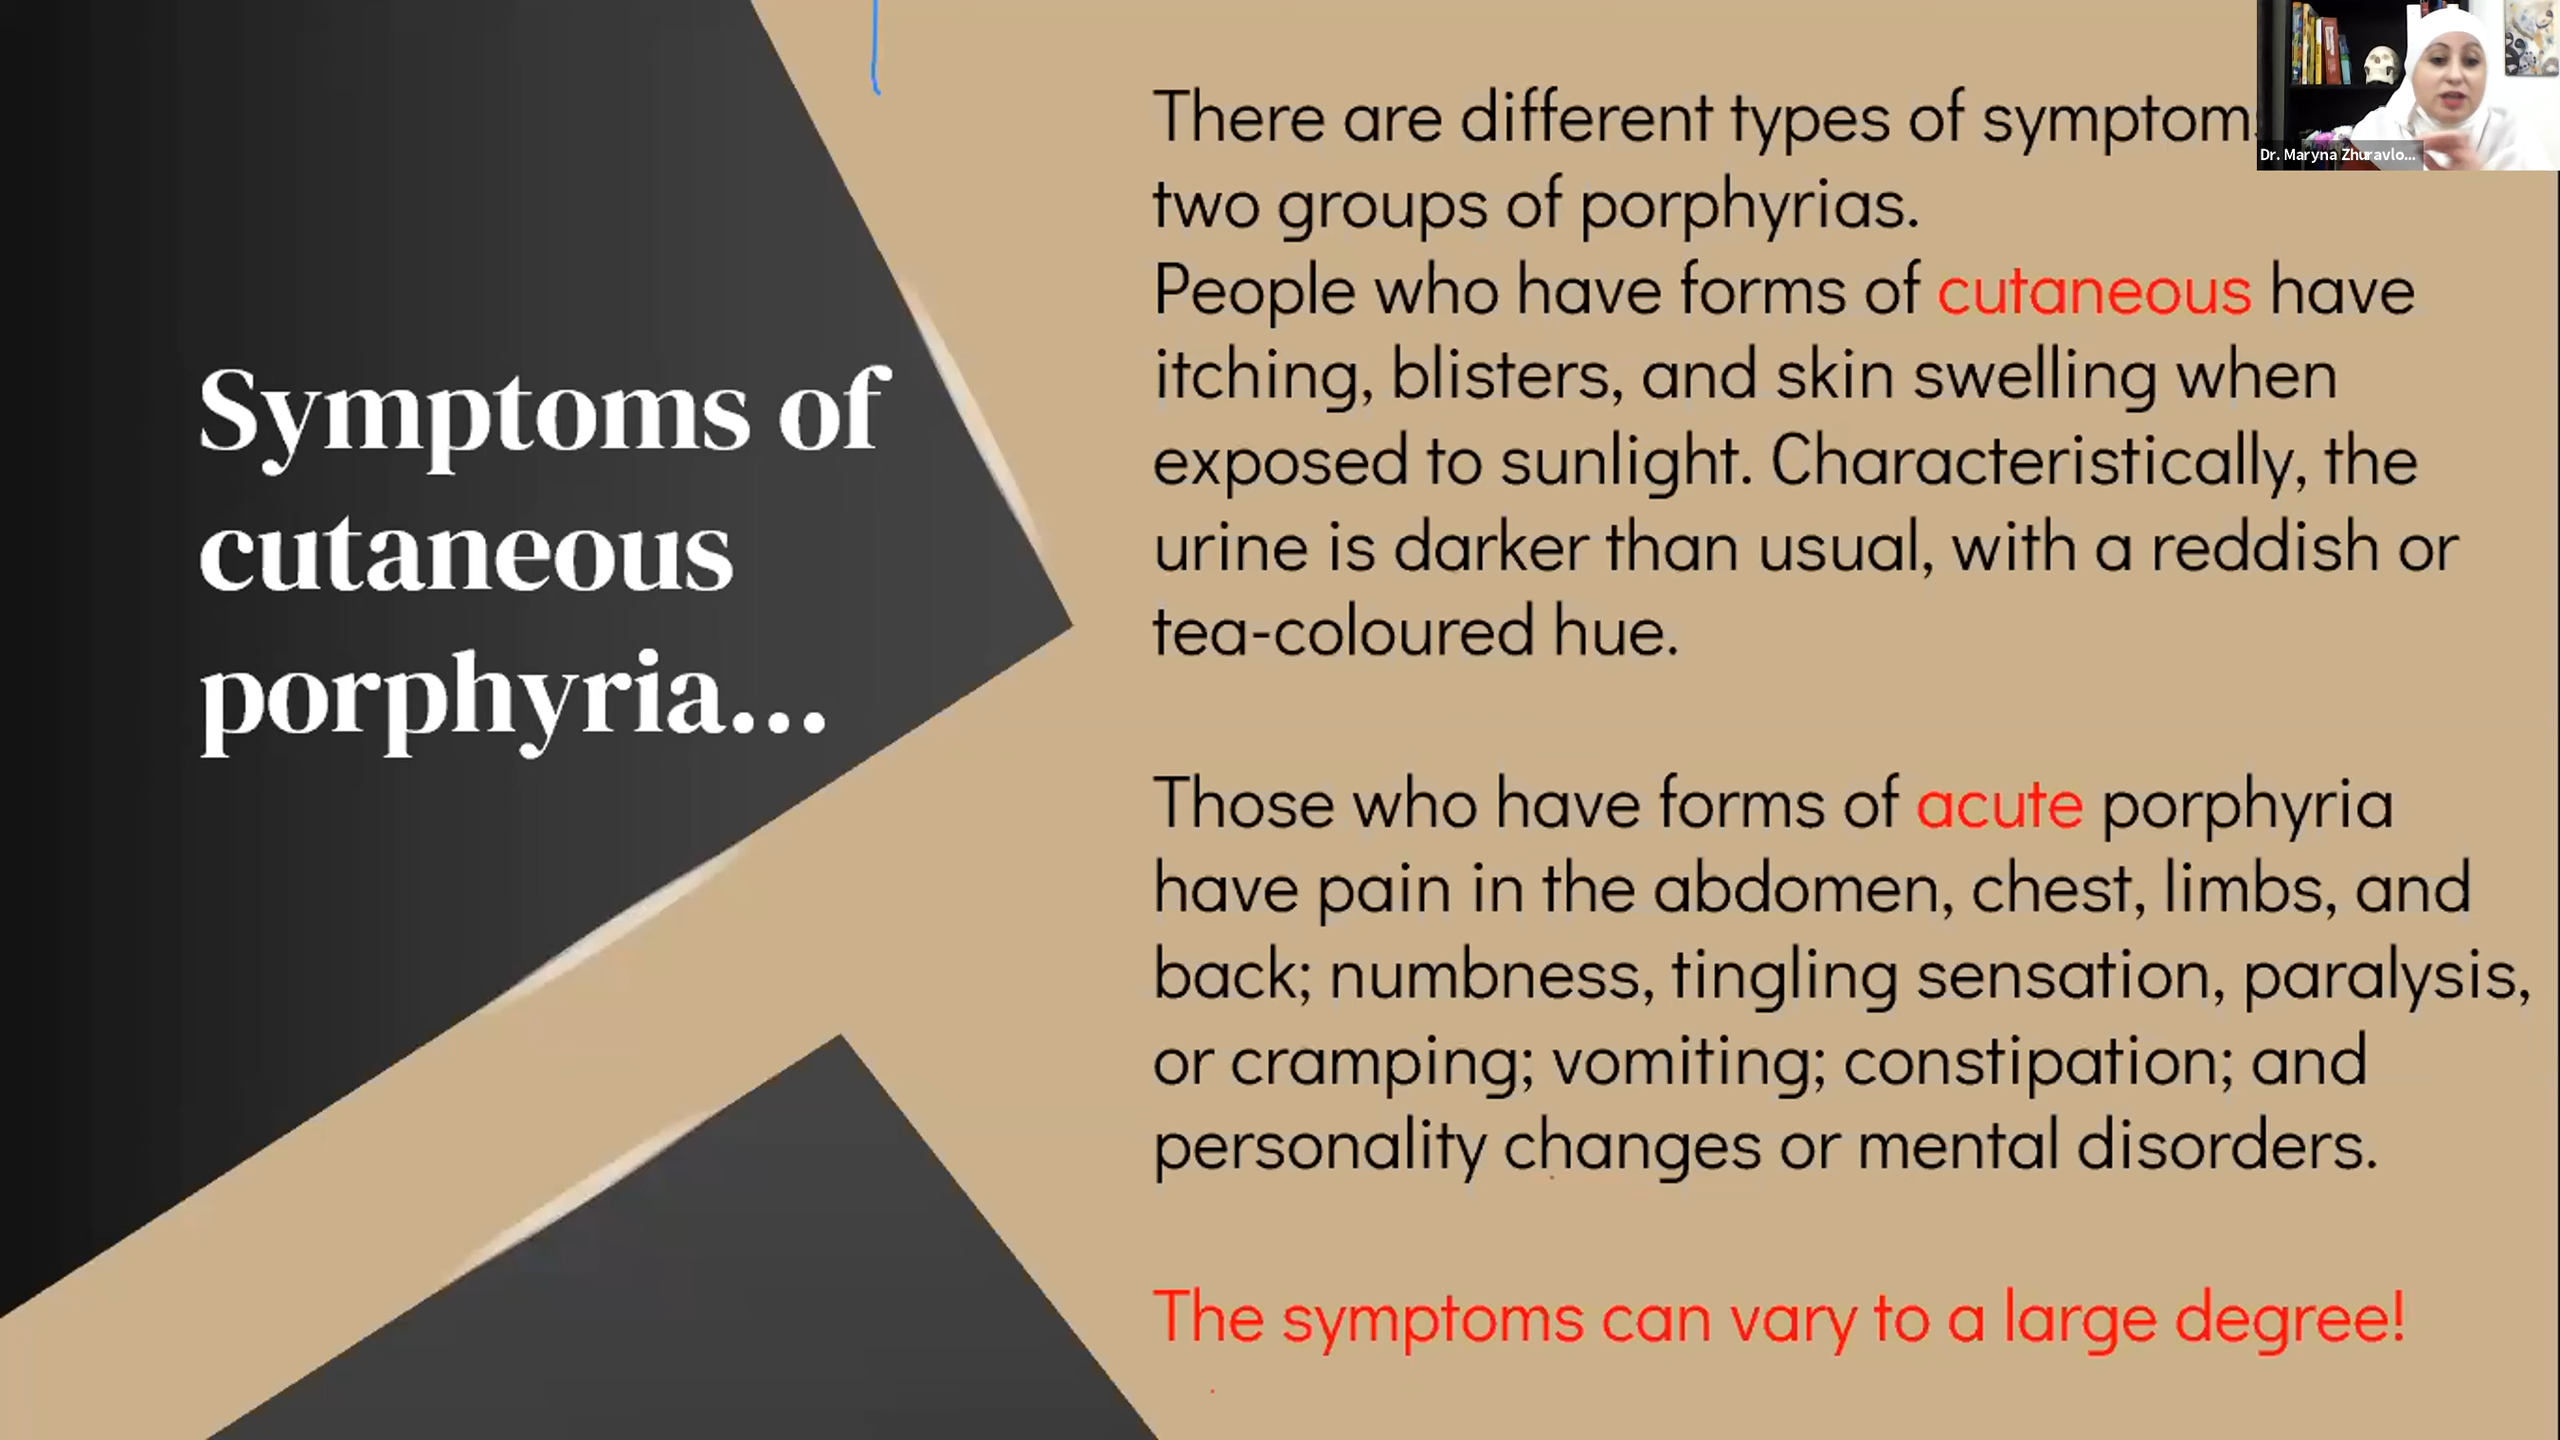 Symptoms of
cutaneous
porphyria...
There are different types of symptoms
two groups of porphyrias.
People who have forms of cutaneous have
itching, blisters, and skin swelling when
exposed to sunlight. Characteristically, the
urine is darker than usual, with a reddish or
tea-coloured hue.
Those who have forms of acute porphyria
have pain in the abdomen, chest, limbs, and
back; numbness, tingling sensation, paralysis,
or cramping; vomiting; constipation; and
personality changes or mental disorders.
The symptoms can vary to a large degree!
Dr. Maryna Zhuravlo...